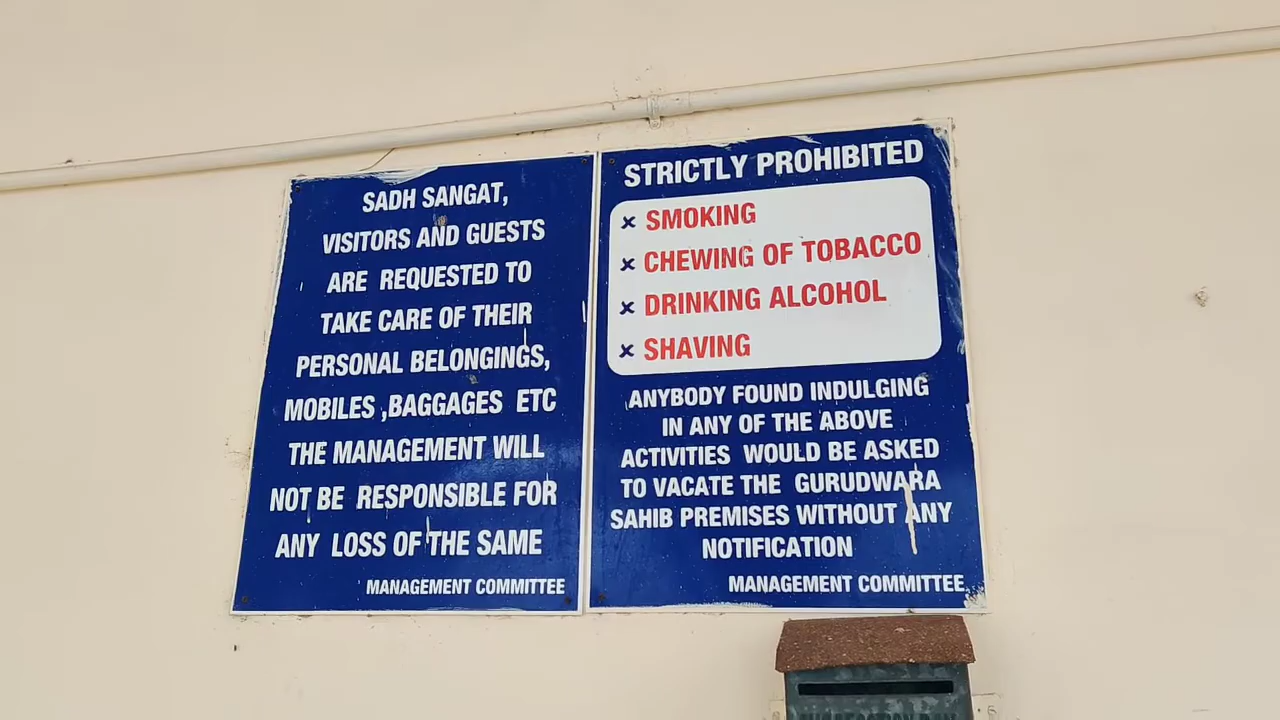 SADH SANGAT,
VISITORS AND GUESTS
ARE REQUESTED TO
TAKE CARE OF THEIR
PERSONAL BELONGINGS,
MOBILES ,BAGGAGES ETC
THE MANAGEMENT WILL
NOT BE RESPONSIBLE FOR
ANY LOSS OF THE SAME
MANAGEMENT COMMITTEE
STRICTLY PROHIBITED
× SMOKING
× CHEWING OF TOBACCO
× DRINKING ALCOHOL
× SHAVING
ANYBODY FOUND INDULGING
IN ANY OF THE ABOVE
ACTIVITIES WOULD BE ASKED
TO VACATE THE GURUDWARA
SAHIB PREMISES WITHOUT ANY
NOTIFICATION
MANAGEMENT COMMITTEE